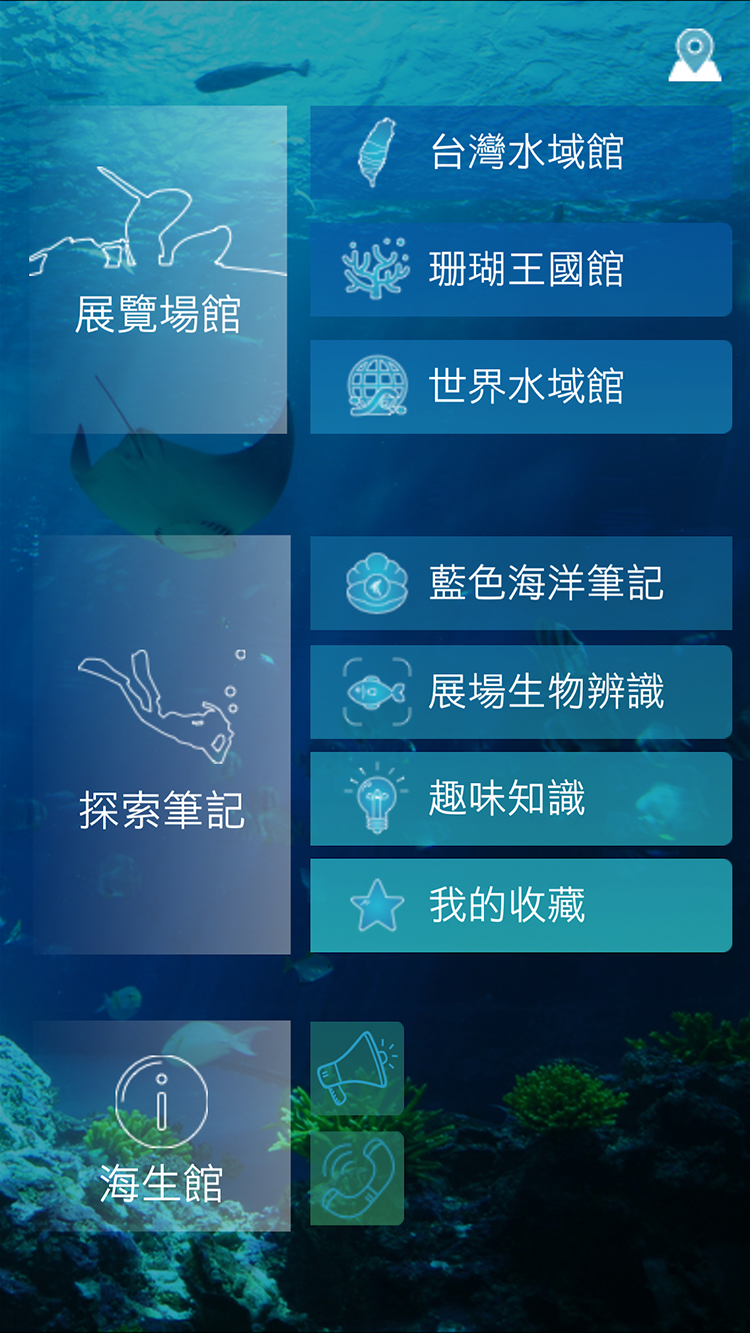 展覽場館
台灣水域館
珊瑚王國館
世界水域館
探索筆記
藍色海洋筆記
展場生物辨識
趣味知識
我的收藏
海生館